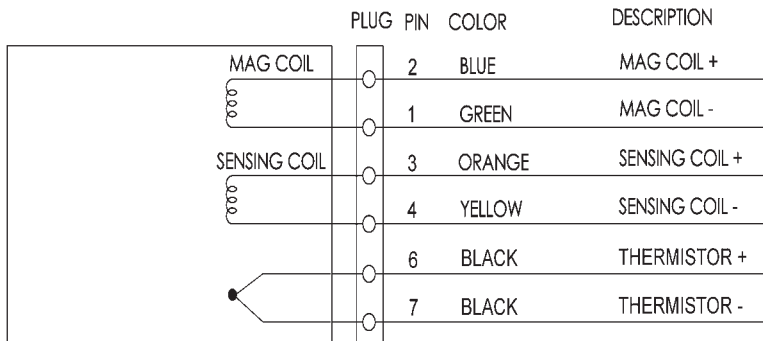 PLUG PIN COLOR DESCRIPTION
MAG COIL 2 BLUE MAG COIL +
1 GREEN MAG COIL -
SENSING COIL 3 ORANGE SENSING COIL +
4 YELLOW SENSING COIL -
6 BLACK THERMISTOR +
7 BLACK THERMISTOR -